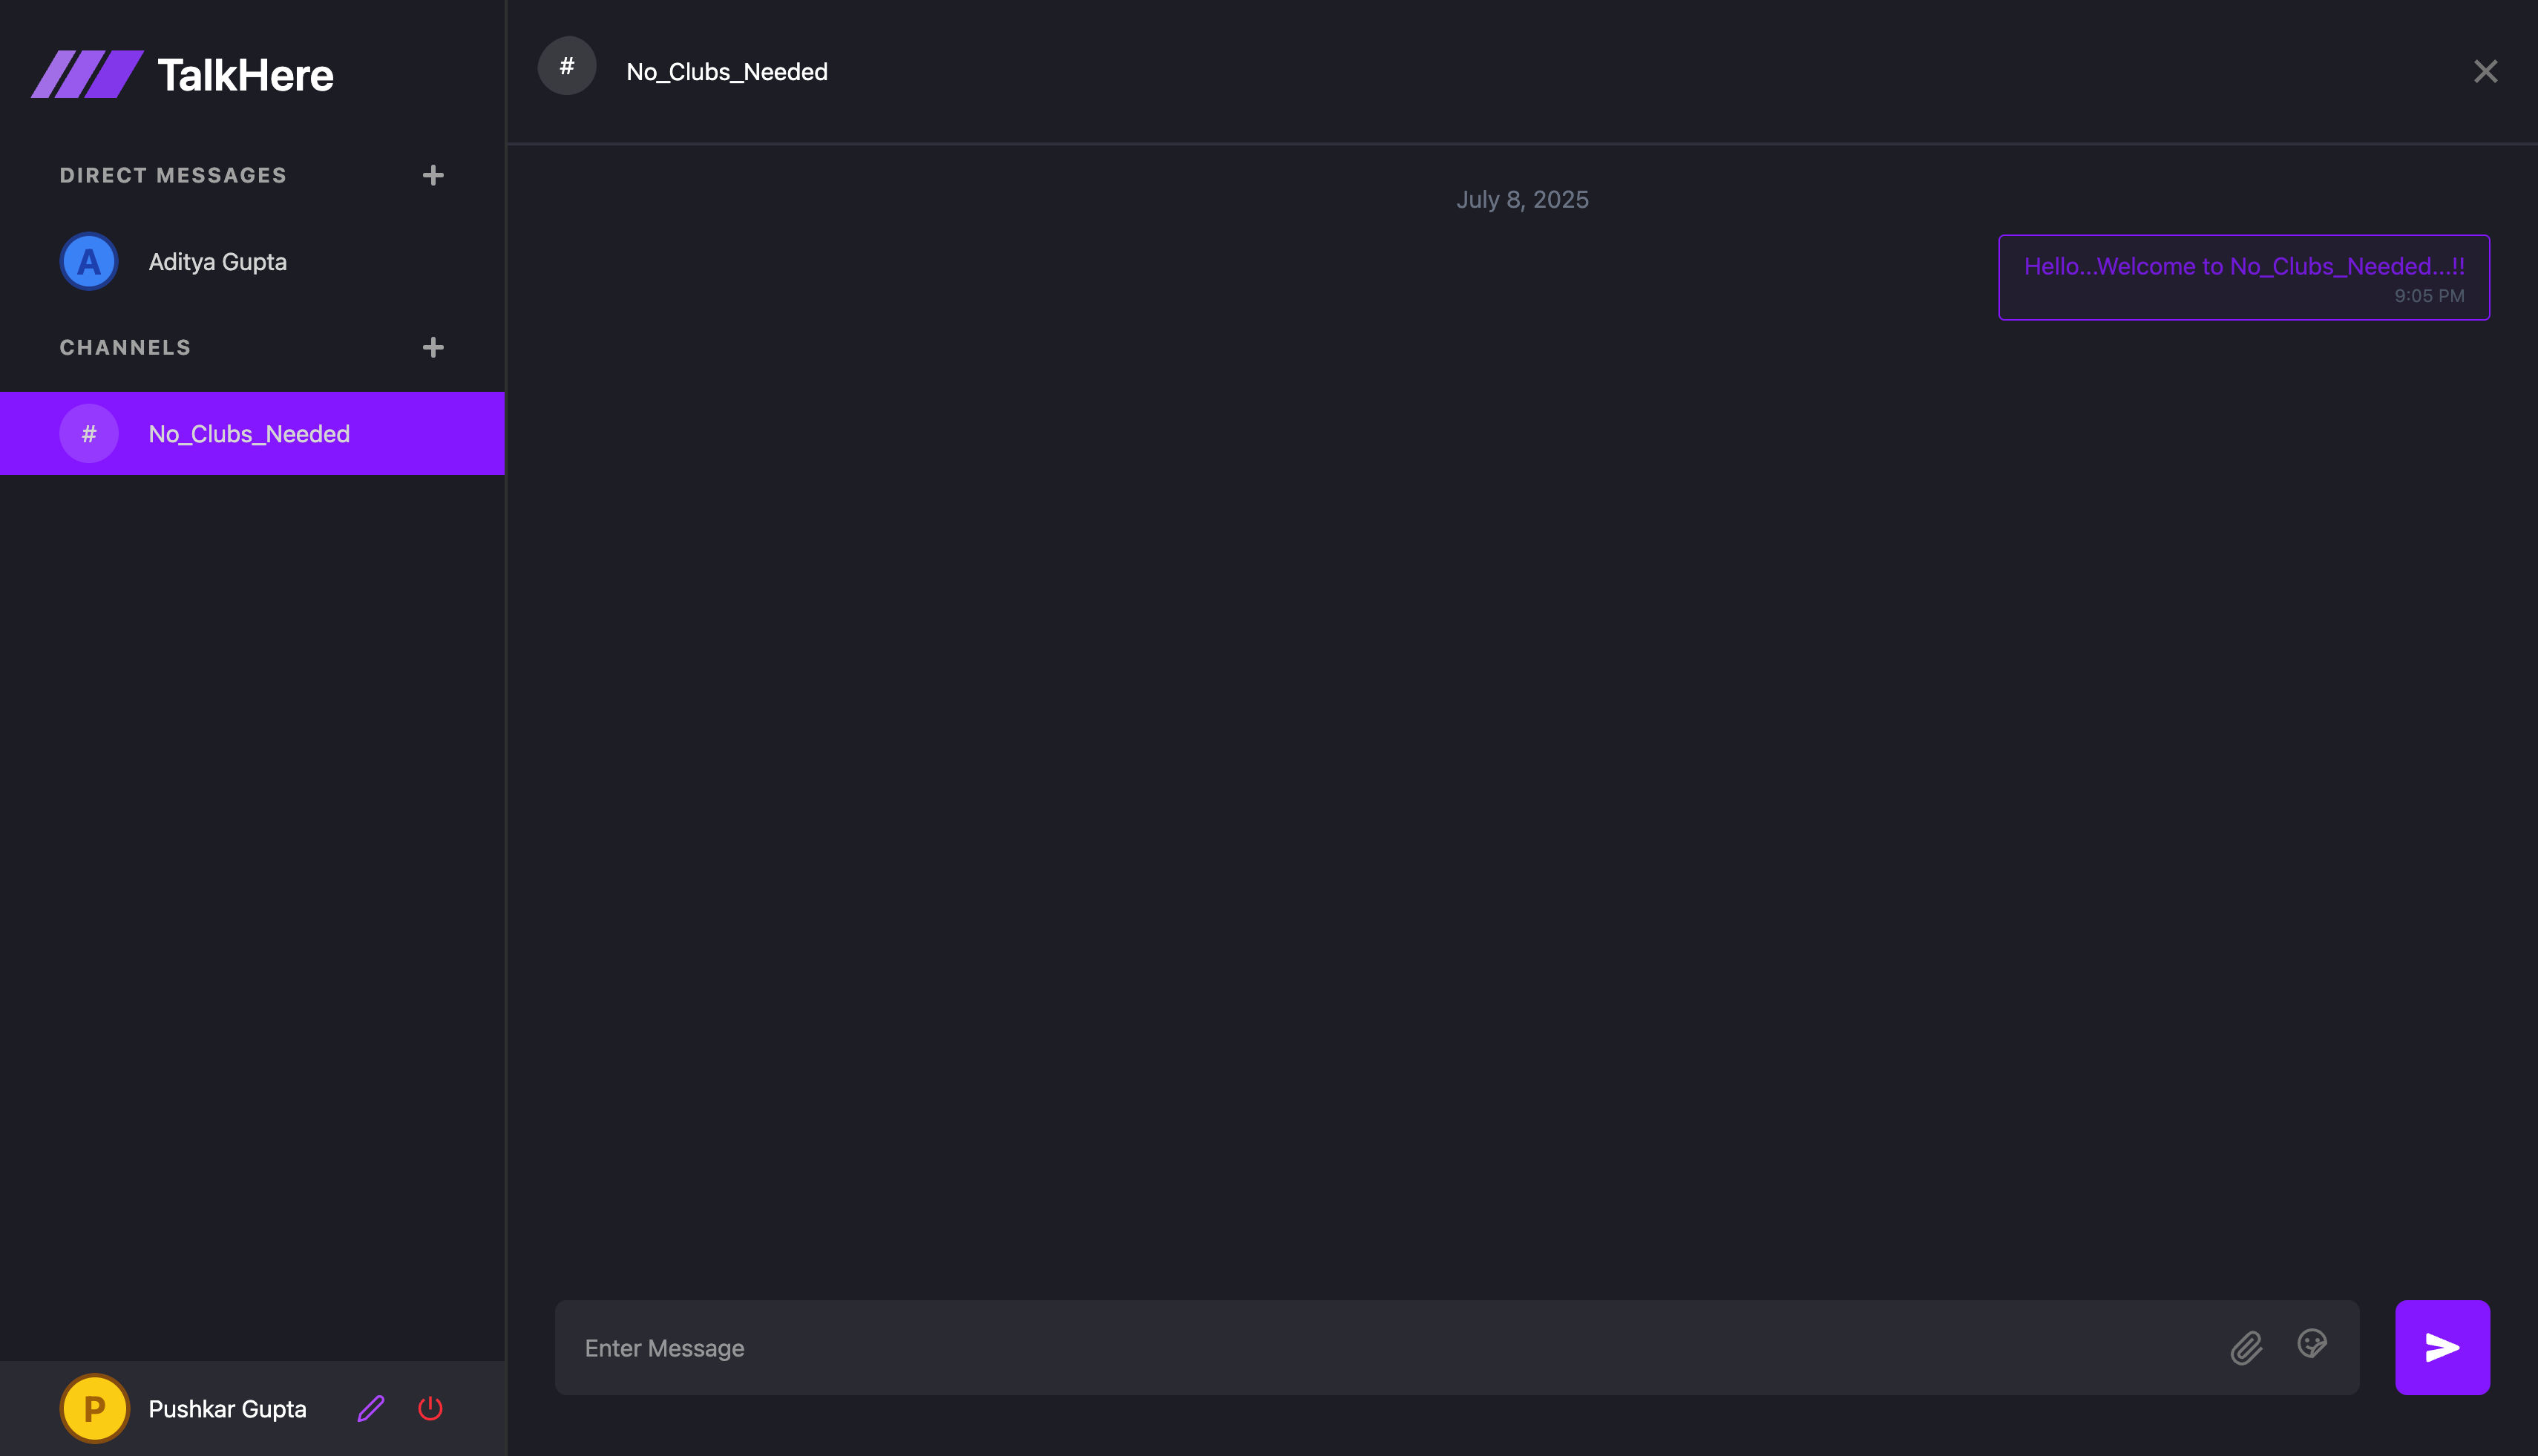 TalkHere
DIRECT MESSAGES
A
Aditya Gupta
CHANNELS
#
No_Clubs_Needed
P
Pushkar Gupta
#
No_Clubs_Needed
July 8, 2025
Hello...Welcome to No_Clubs_Needed...!!
9:05 PM
Enter Message